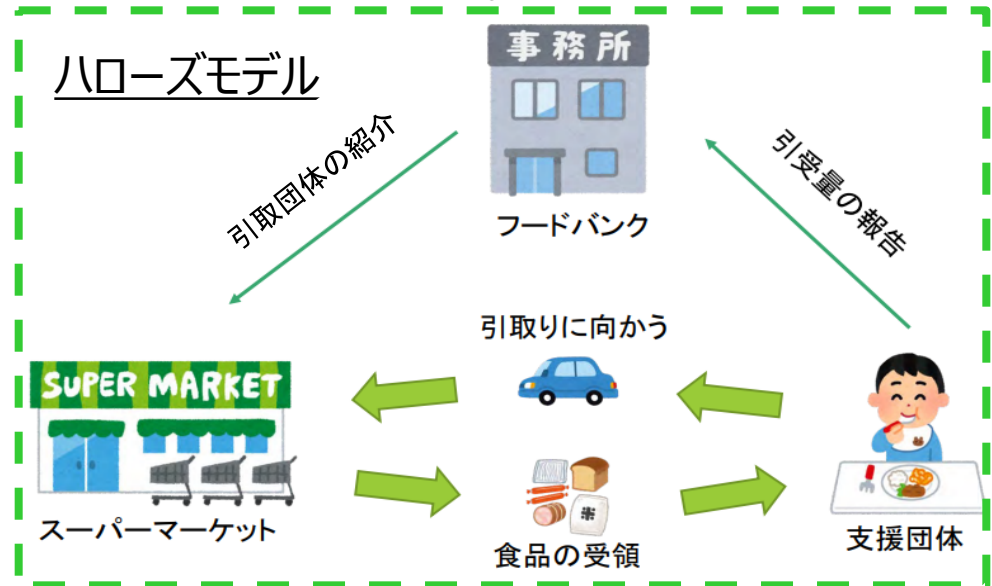 ハローズモデル
事務所
フードバンク
引取団体の紹介
引受量の報告
引取りに向かう
SUPER MARKET
スーパーマーケット
米
食品の受領
支援団体